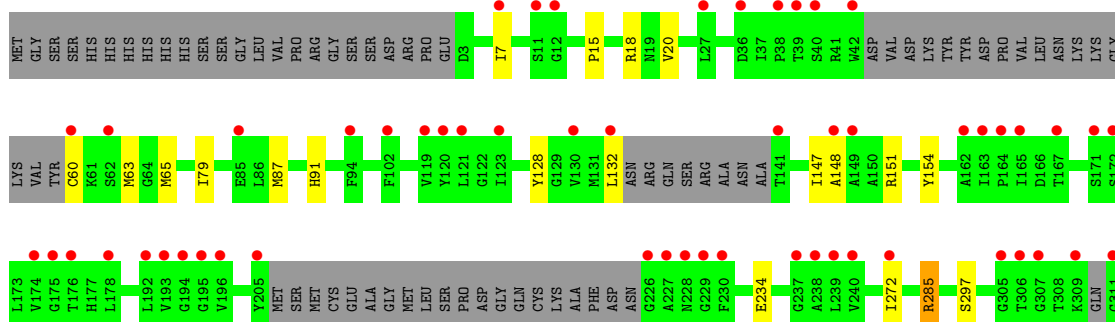 MET GLY SER SER HIS HIS HIS HIS HIS HIS SER SER GLY LEU VAL PRO ARG GLY SER SER ASP ARG PRO GLU D3 I7 S11 G12 P15 R18 N19 V20 L27 D36 I37 P38 T39 S40 R41 W42 ASP VAL ASP LYS TYR TYR ASP PRO VAL LEU ASN LYS LYS GLY
LYS VAL TYR C60 K61 S62 M63 G64 M65 I79 E85 L86 M87 H91 F94 F102 V119 Y120 L121 G122 I123 Y128 G129 V130 M131 L132 ASN ARG GLN SER ARG ALA ASN ALA T141 I147 A148 A149 A150 R151 Y154 A162 I163 P164 I165 D166 T167 S171
L173 V174 G175 T176 H177 L178 L192 V193 G194 G195 V196 Y205 MET SER MET CYS GLU ALA GLY MET LEU SER PRO ASP GLY GLN CYS LYS ALA PHE ASP ASN G226 A227 N228 G229 F230 E234 G237 A238 L239 V240 I272 R285 S297 G305 T306 G307 T308 K309 GLN